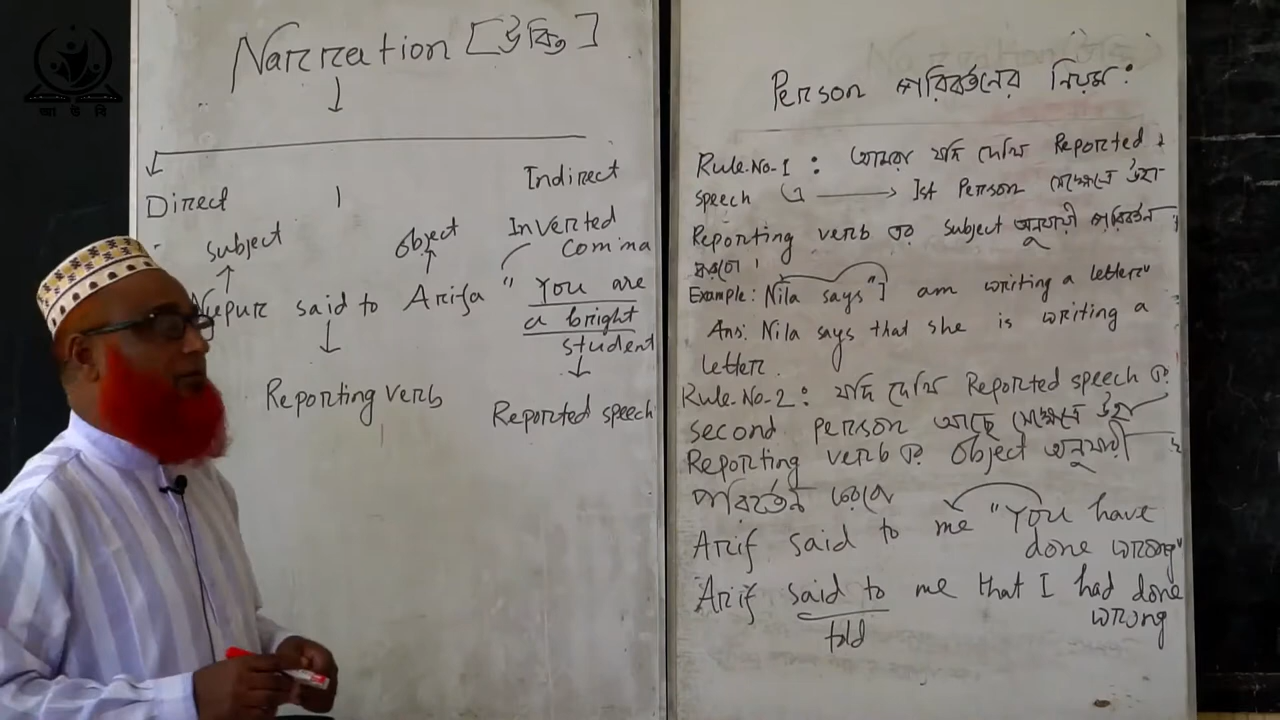 Narration [উক্তি]
Direct
Indirect
subject
object
Inverted
Comma
Nupur said to Arifa " You are
a bright
student
Reporting verb
Reported speech
Person পরিবর্তনের নিয়ম:
Rule.No-1 : আমরা যদি দেখি Reported
speech এ 1st Person সেক্ষেত্রে উহা
Reporting verb এর subject অনুযায়ী পরিবর্তন
হবে।
Example: Nila says "I am writing a letter"
Ans: Nila says that she is writing a
letter.
Rule.No-2: যদি দেখি Reported speech এ
second person আছে সেক্ষেত্রে উহা
Reporting verb এর object অনুযায়ী
পরিবর্তন হবে
Arif said to me "You have
done wrong"
Arif said to me that I had done
wrong
told
আ উ বি